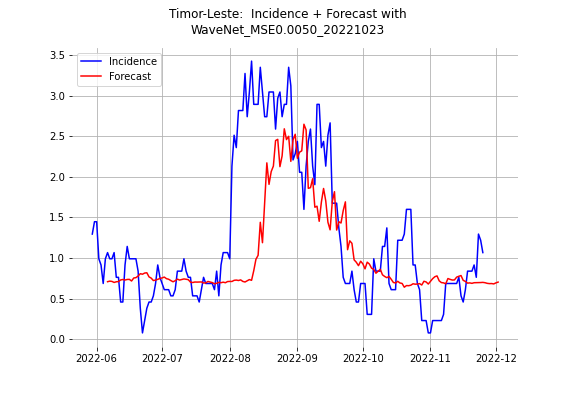 Timor-Leste:  Incidence + Forecast with
WaveNet_MSE0.0050_20221023
Incidence
Forecast
3.5
3.0
2.5
2.0
1.5
1.0
0.5
0.0
2022-06 2022-07 2022-08 2022-09 2022-10 2022-11 2022-12